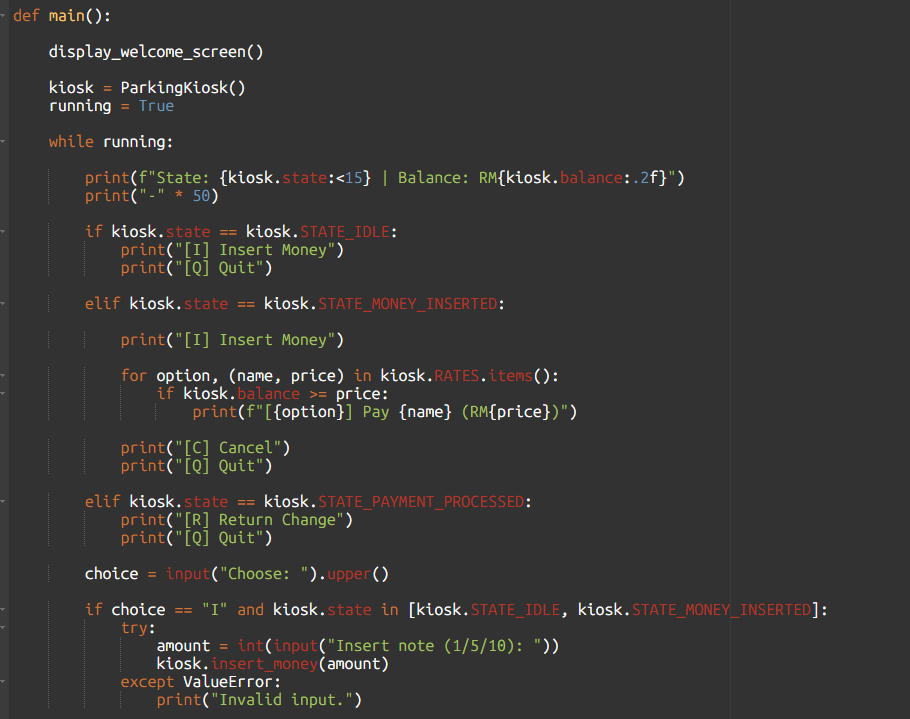 def main():
display_welcome_screen()
kiosk = ParkingKiosk()
running = True
while running:
print(f"State: {kiosk.state:<15} | Balance: RM{kiosk.balance:.2f}")
print("-" * 50)
if kiosk.state == kiosk.STATE_IDLE:
print("[I] Insert Money")
print("[Q] Quit")
elif kiosk.state == kiosk.STATE_MONEY_INSERTED:
print("[I] Insert Money")
for option, (name, price) in kiosk.RATES.items():
if kiosk.balance >= price:
print(f"[{option}] Pay {name} (RM{price})")
print("[C] Cancel")
print("[Q] Quit")
elif kiosk.state == kiosk.STATE_PAYMENT_PROCESSED:
print("[R] Return Change")
print("[Q] Quit")
choice = input("Choose: ").upper()
if choice == "I" and kiosk.state in [kiosk.STATE_IDLE, kiosk.STATE_MONEY_INSERTED]:
try:
amount = int(input("Insert note (1/5/10): "))
kiosk.insert_money(amount)
except ValueError:
print("Invalid input.")